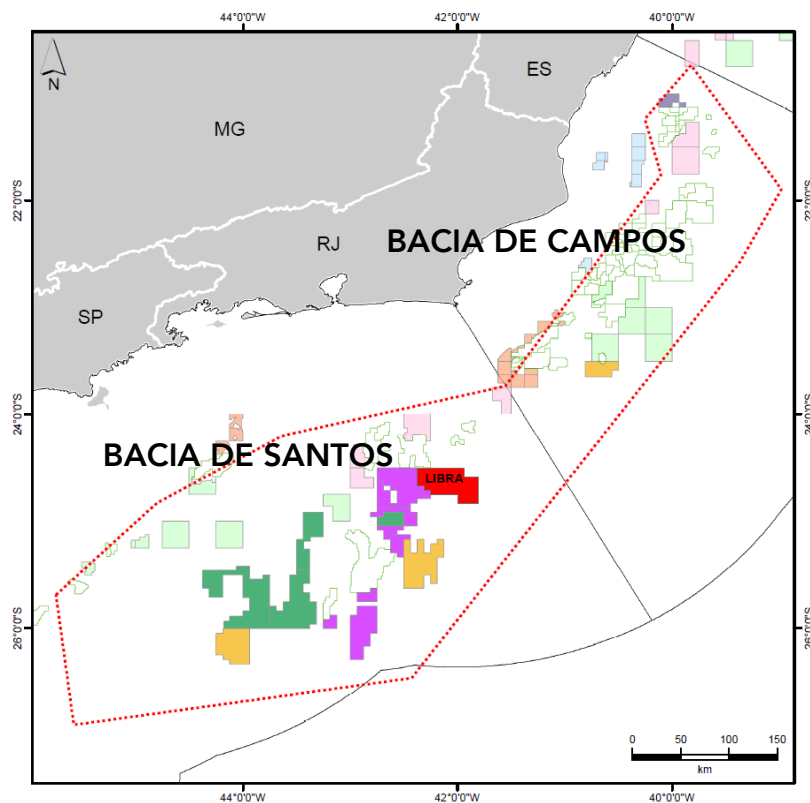 44°0'0"W
42°0'0"W
40°0'0"W
N
ES
MG
22°0'0"S
22°0'0"S
RJ
BACIA DE CAMPOS
SP
24°0'0"S
24°0'0"S
BACIA DE SANTOS
LIBRA
26°0'0"S
26°0'0"S
0 50 100 150
km
44°0'0"W
42°0'0"W
40°0'0"W